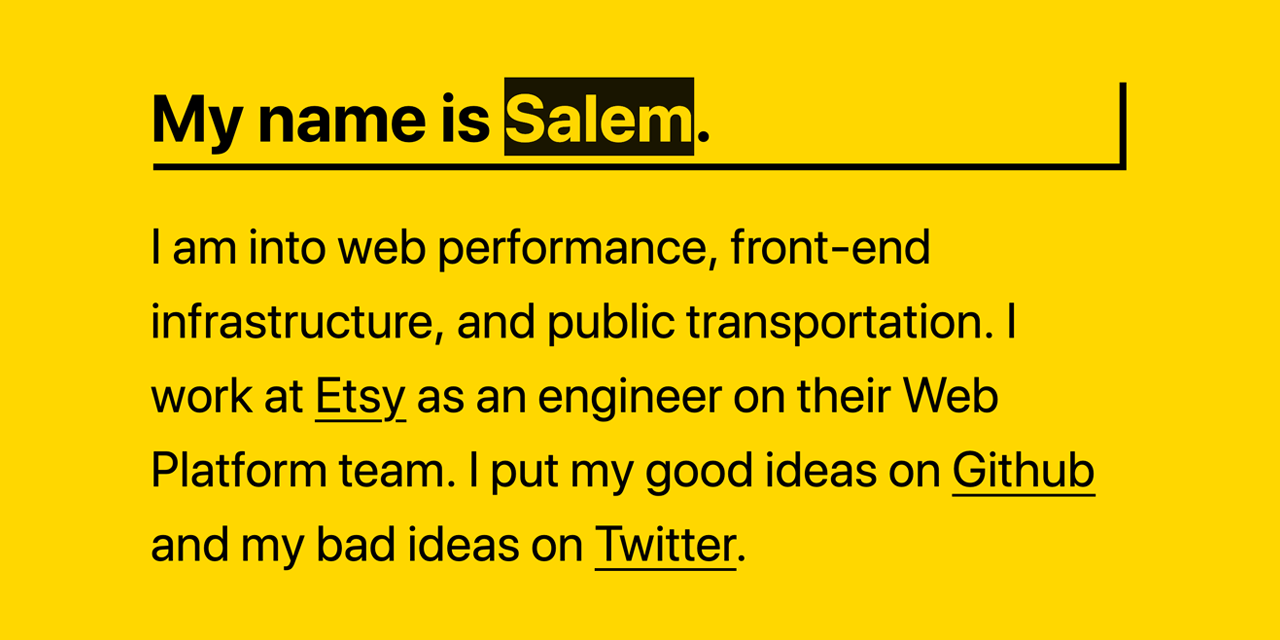 My name is Salem.
I am into web performance, front-end
infrastructure, and public transportation. I
work at Etsy as an engineer on their Web
Platform team. I put my good ideas on Github
and my bad ideas on Twitter.